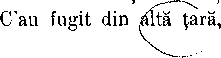 C'au fugit din altă țară,